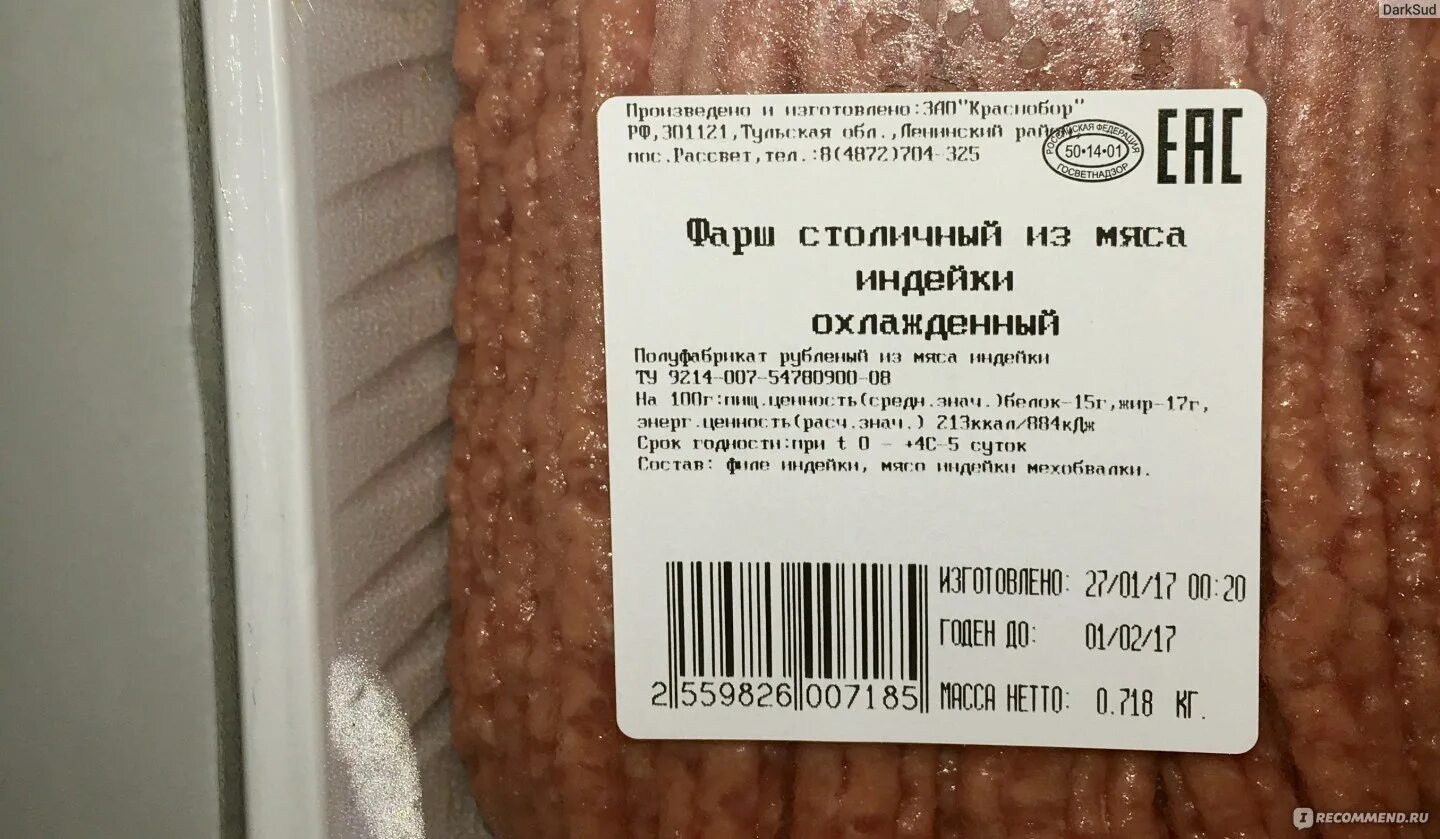 DarkSud
Произведено и изготовлено:ЗАО"Краснобор"
РФ,301121,Тульская обл.,Ленинский район,
пос.Рассвет,тел.:8(4872)704-325
РОССИЙСКАЯ ФЕДЕРАЦИЯ
50•14•01
ГОСВЕТНАДЗОР
EAC
Фарш столичный из мяса
индейки
охлажденный
Полуфабрикат рубленый из мяса индейки
ТУ 9214-007-54780900-08
На 100г:пищ.ценность(средн.знач.)белок-15г,жир-17г,
энерг.ценность(расч.знач.) 213ккал/884кДж
Срок годности:при t 0 - +4С-5 суток
Состав: филе индейки, мясо индейки мехобвалки.
ИЗГОТОВЛЕНО: 27/01/17 00:20
ГОДЕН ДО: 01/02/17
МАССА НЕТТО: 0.718 КГ.
2 559826 007185
IRECOMMEND.RU